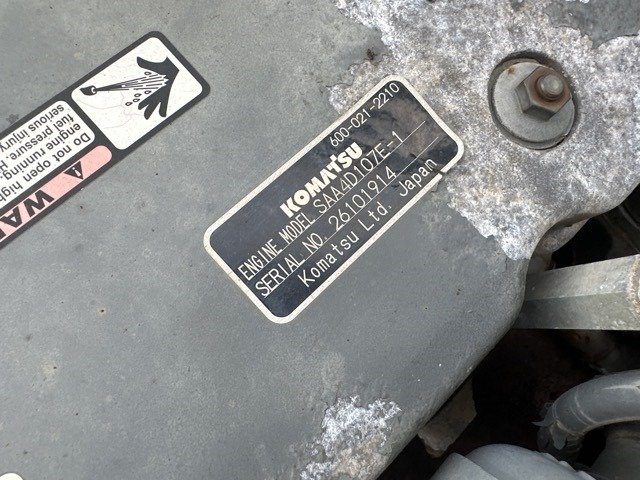 600-021-2210
KOMATSU
ENGINE MODEL SAA4D107E-1
SERIAL NO. 26101914
Komatsu Ltd. Japan
WAR
Do not open high
engine running.
fuel pressure. H
serious injury